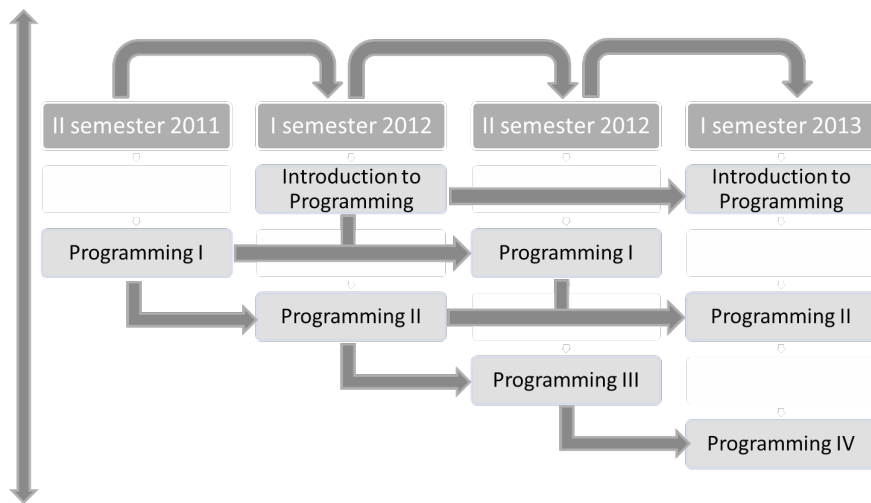 II semester 2011
I semester 2012
II semester 2012
I semester 2013
Introduction to
Programming
Introduction to
Programming
Programming I
Programming I
Programming II
Programming II
Programming III
Programming IV